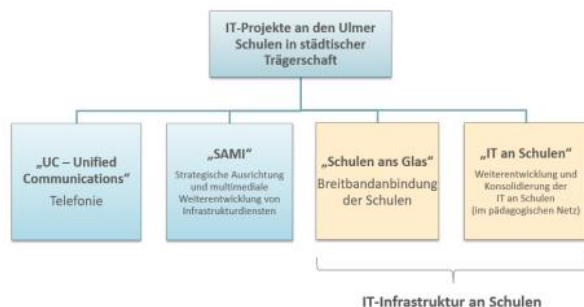 IT-Projekte an den Ulmer
Schulen in städtischer
Trägerschaft
„UC – Unified
Communications“
Telefonie
„SAMI“
Strategische Ausrichtung
und multimediale
Weiterentwicklung von
Infrastrukturdiensten
„Schulen ans Glas“
Breitbandanbindung
der Schulen
„IT an Schulen“
Weiterentwicklung und
Konsolidierung der
IT an Schulen
(im pädagogischen Netz)
IT-Infrastruktur an Schulen